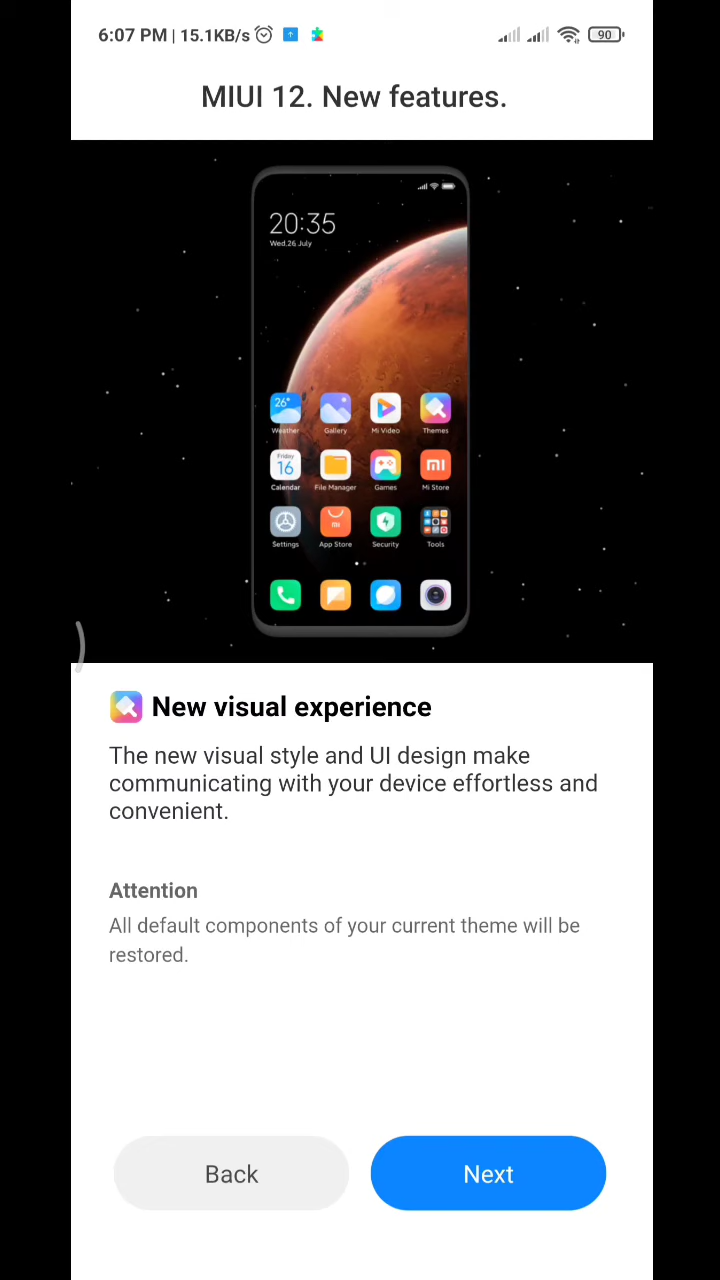 6:07 PM | 15.1KB/s
90
MIUI 12. New features.
20:35
Wed.26 July
26°
Weather Gallery Mi Video Themes
Friday
16
Calendar File Manager Games Mi Store
Settings App Store Security Tools
New visual experience
The new visual style and UI design make
communicating with your device effortless and
convenient.
Attention
All default components of your current theme will be
restored.
Back Next